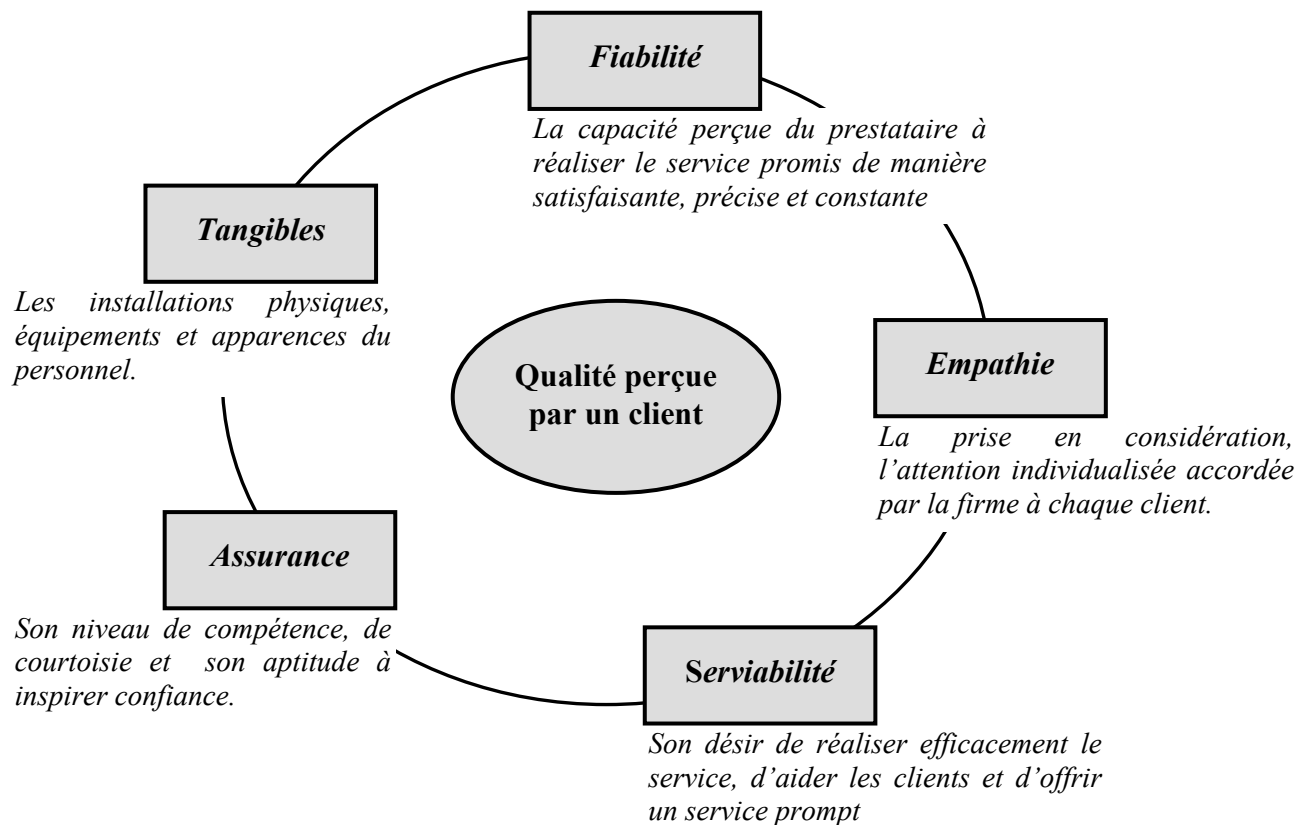 Fiabilité
La capacité perçue du prestataire à
réaliser le service promis de manière
satisfaisante, précise et constante
Tangibles
Les installations physiques,
équipements et apparences du
personnel.
Qualité perçue
par un client
Empathie
La prise en considération,
l’attention individualisée accordée
par la firme à chaque client.
Assurance
Son niveau de compétence, de
courtoisie et son aptitude à
inspirer confiance.
Serviabilité
Son désir de réaliser efficacement le
service, d’aider les clients et d’offrir
un service prompt